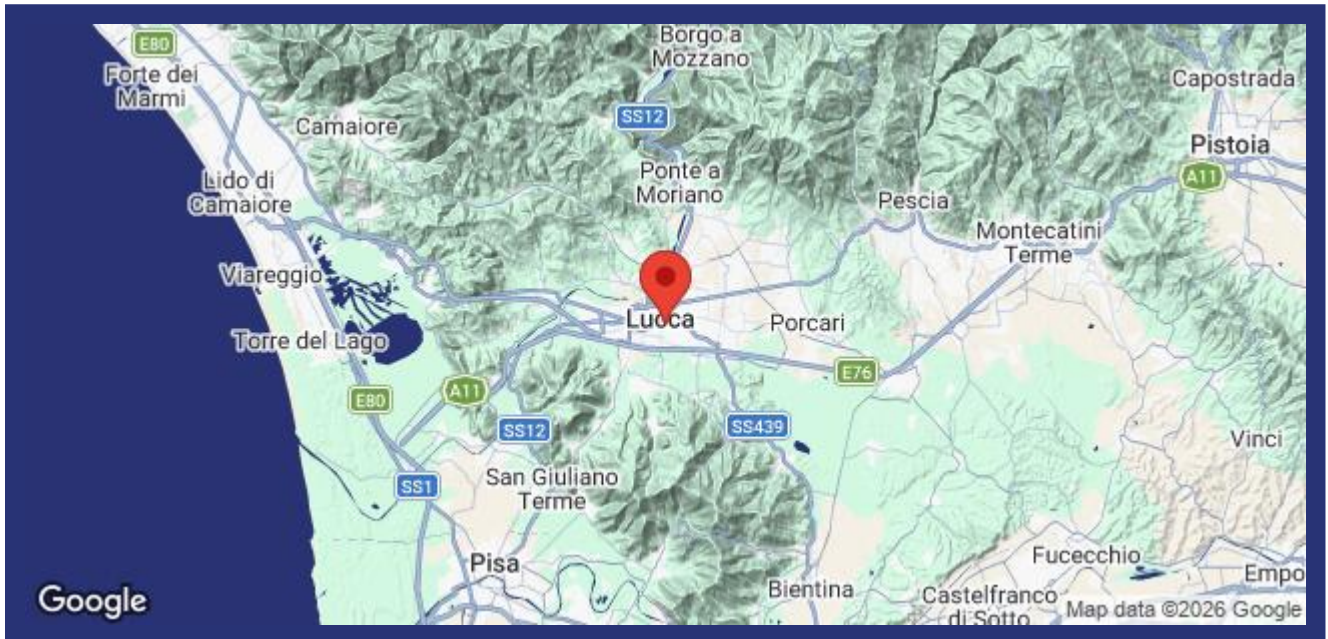 E80
Forte dei
Marmi
Borgo a
Mozzano
Capostrada
SS12
Camaiore
Pistoia
Ponte a
Moriano
A11
Lido di
Camaiore
Pescia
Montecatini
Terme
Viareggio
Lucca
Porcari
Torre del Lago
E76
A11
E80
SS12
SS439
Vinci
SS1
San Giuliano
Terme
Pisa
Fucecchio
Empo
Bientina
Castelfranco
di Sotto
Google
Map data ©2026 Google